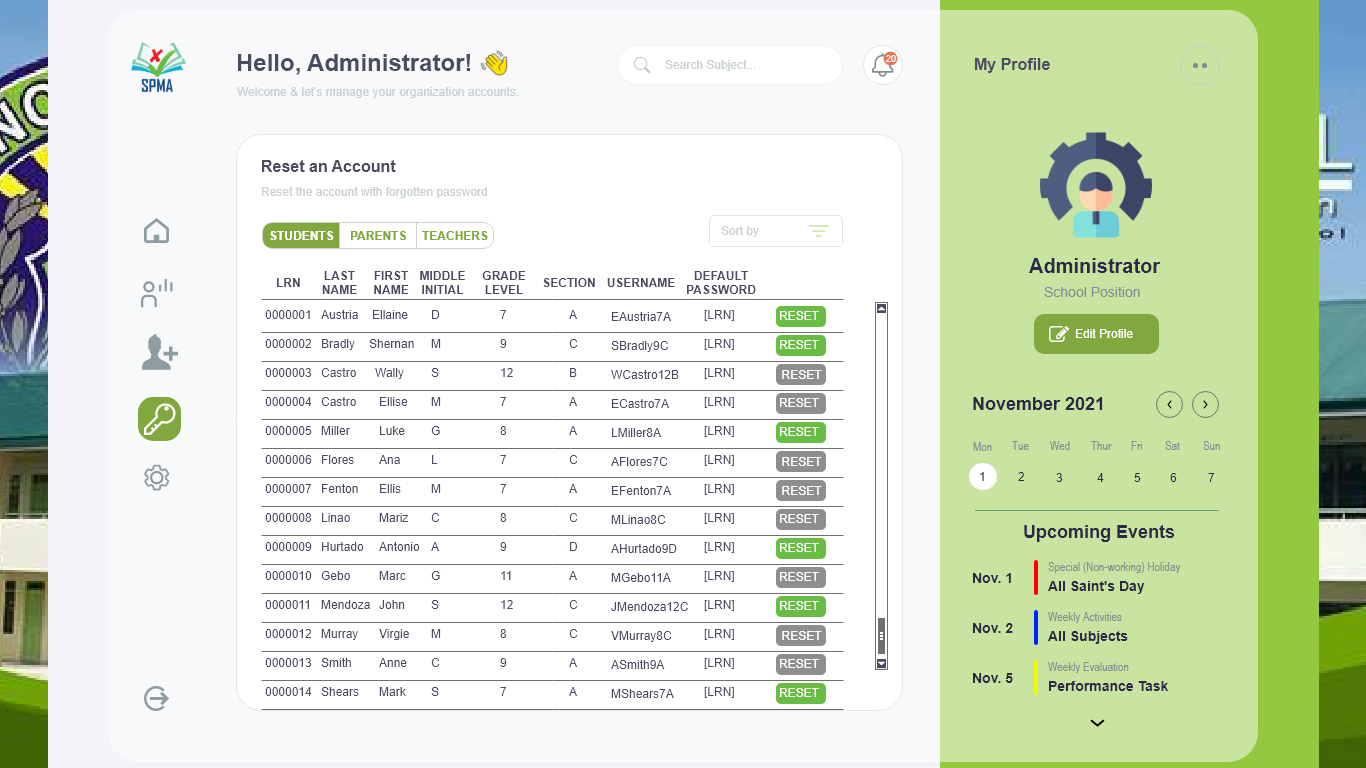 SPMA
Hello, Administrator! 👋
Welcome & let's manage your organization accounts.
Search Subject...
20
Reset an Account
Reset the account with forgotten password
STUDENTS PARENTS TEACHERS
Sort by
LRN LAST NAME FIRST NAME MIDDLE INITIAL GRADE LEVEL SECTION USERNAME DEFAULT PASSWORD
0000001 Austria Ellaine D 7 A EAustria7A [LRN] RESET
0000002 Bradly Shernan M 9 C SBradly9C [LRN] RESET
0000003 Castro Wally S 12 B WCastro12B [LRN] RESET
0000004 Castro Ellise M 7 A ECastro7A [LRN] RESET
0000005 Miller Luke G 8 A LMiller8A [LRN] RESET
0000006 Flores Ana L 7 C AFlores7C [LRN] RESET
0000007 Fenton Ellis M 7 A EFenton7A [LRN] RESET
0000008 Linao Mariz C 8 C MLinao8C [LRN] RESET
0000009 Hurtado Antonio A 9 D AHurtado9D [LRN] RESET
0000010 Gebo Marc G 11 A MGebo11A [LRN] RESET
0000011 Mendoza John S 12 C JMendoza12C [LRN] RESET
0000012 Murray Virgie M 8 C VMurray8C [LRN] RESET
0000013 Smith Anne C 9 A ASmith9A [LRN] RESET
0000014 Shears Mark S 7 A MShears7A [LRN] RESET
My Profile
Administrator
School Position
Edit Profile
November 2021
Mon Tue Wed Thur Fri Sat Sun
1 2 3 4 5 6 7
Upcoming Events
Nov. 1
Special (Non-working) Holiday
All Saint's Day
Nov. 2
Weekly Activities
All Subjects
Nov. 5
Weekly Evaluation
Performance Task